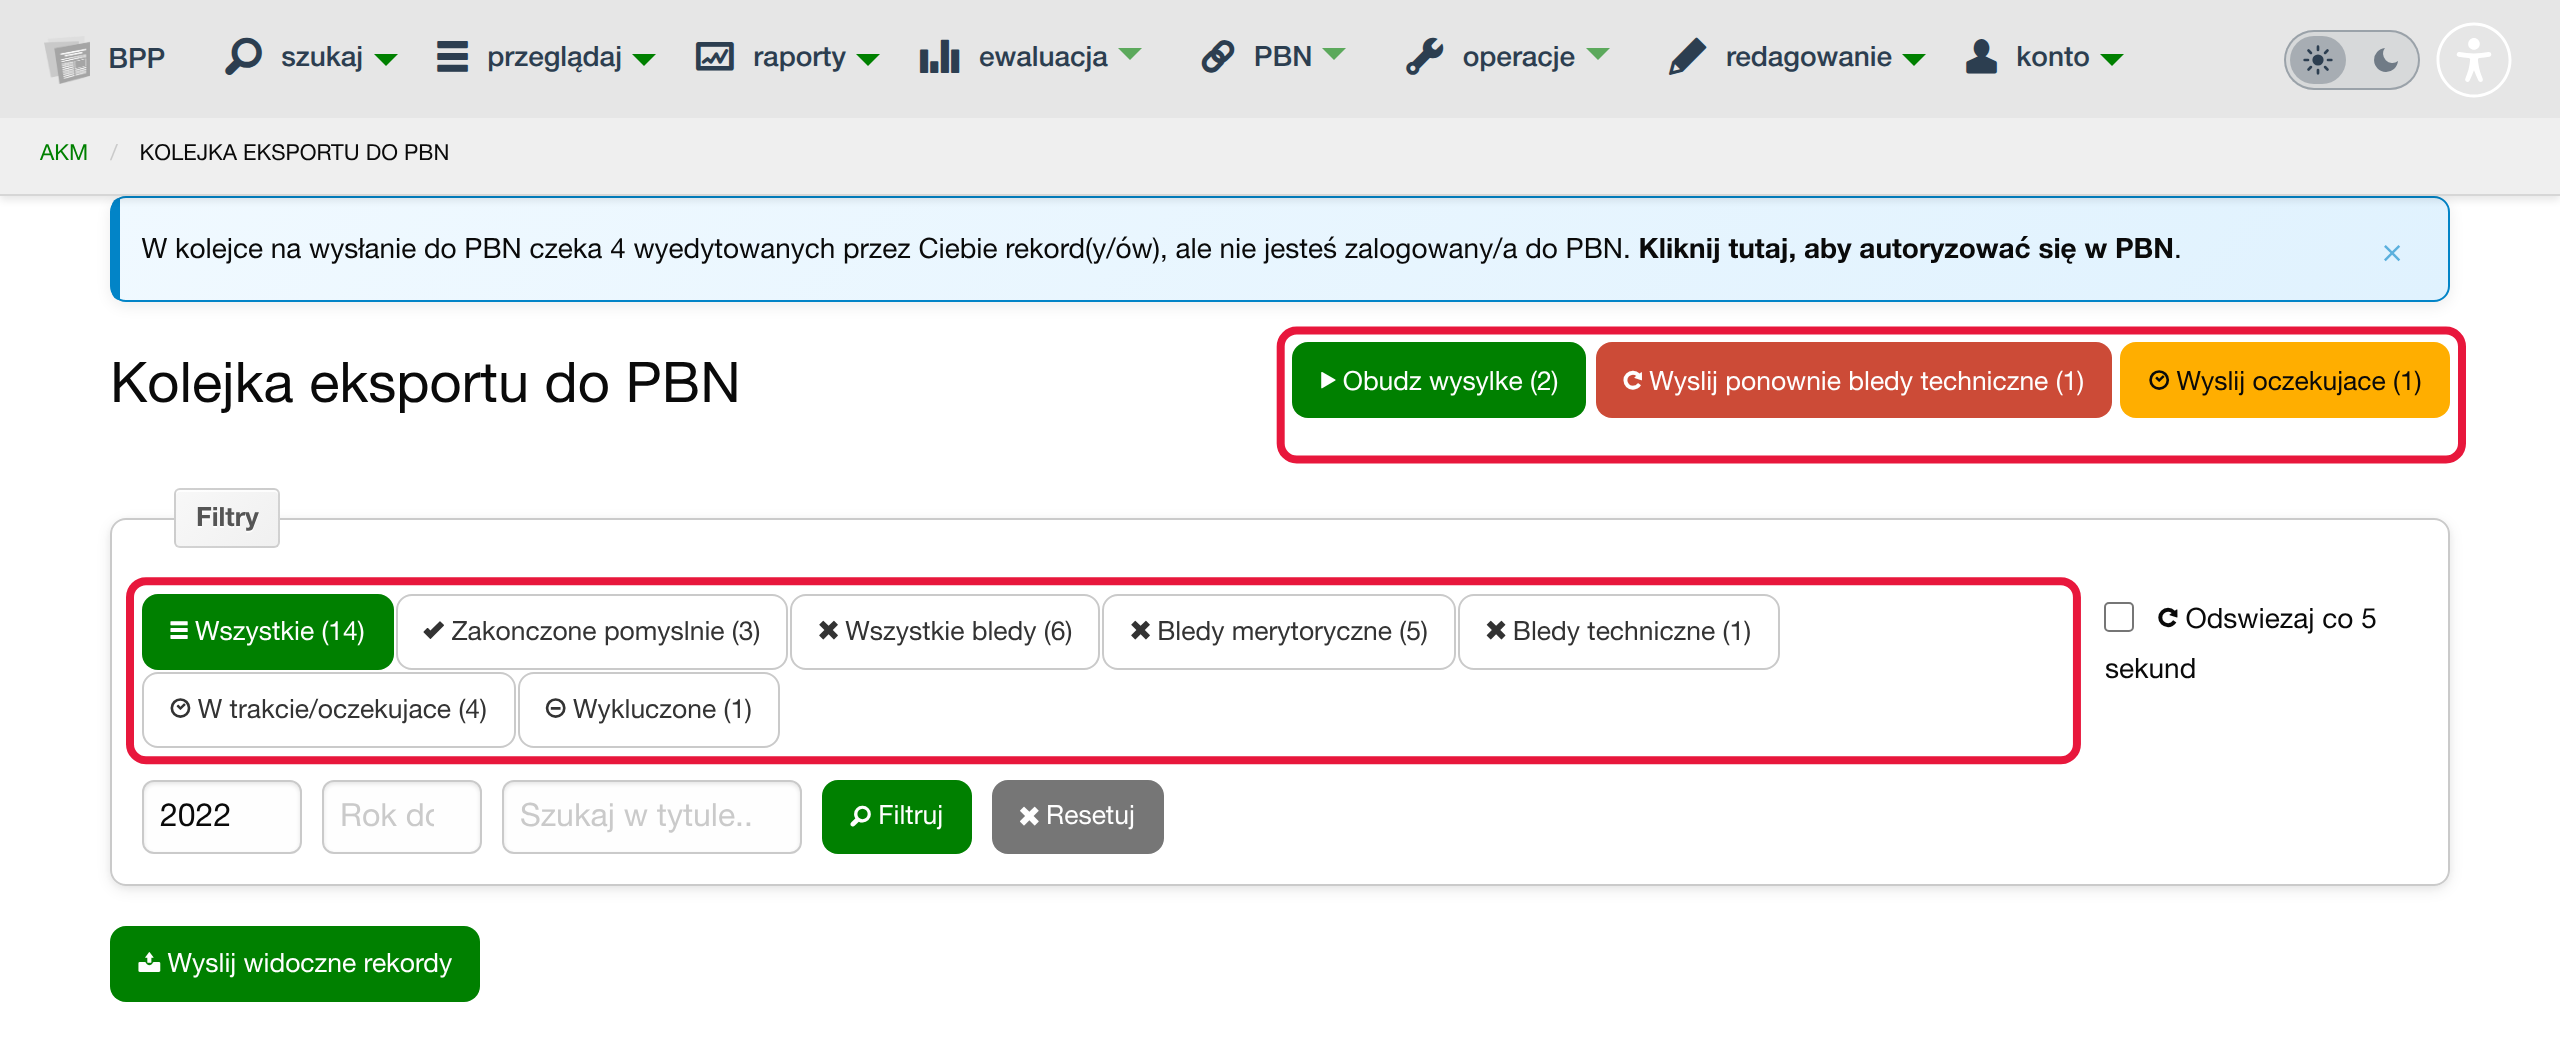 BPP szukaj przeglądaj raporty ewaluacja PBN operacje redagowanie konto
AKM / KOLEJKA EKSPORTU DO PBN
W kolejce na wysłanie do PBN czeka 4 wyedytowanych przez Ciebie rekord(y/ów), ale nie jesteś zalogowany/a do PBN. Kliknij tutaj, aby autoryzować się w PBN. ×
Kolejka eksportu do PBN
Obudz wysylke (2) Wyslij ponownie bledy techniczne (1) Wyslij oczekujace (1)
Filtry
Wszystkie (14) Zakonczone pomyslnie (3) Wszystkie bledy (6) Bledy merytoryczne (5) Bledy techniczne (1)
W trakcie/oczekujace (4) Wykluczone (1)
Odswiezaj co 5
sekund
2022 Rok do Szukaj w tytule.. Filtruj Resetuj
Wyslij widoczne rekordy